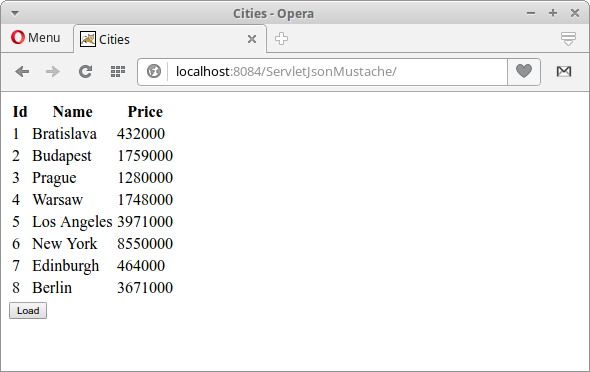 Cities - Opera
Menu
Cities
localhost:8084/ServletJsonMustache/
Id Name Price
1 Bratislava 432000
2 Budapest 1759000
3 Prague 1280000
4 Warsaw 1748000
5 Los Angeles 3971000
6 New York 8550000
7 Edinburgh 464000
8 Berlin 3671000
Load